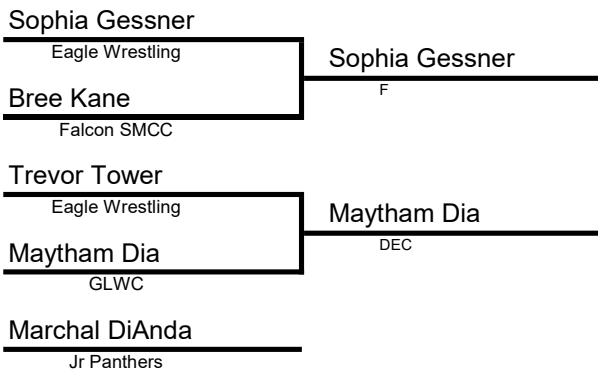 Sophia Gessner
Eagle Wrestling
Sophia Gessner
F
Bree Kane
Falcon SMCC
Trevor Tower
Eagle Wrestling
Maytham Dia
DEC
Maytham Dia
GLWC
Marchal DiAnda
Jr Panthers